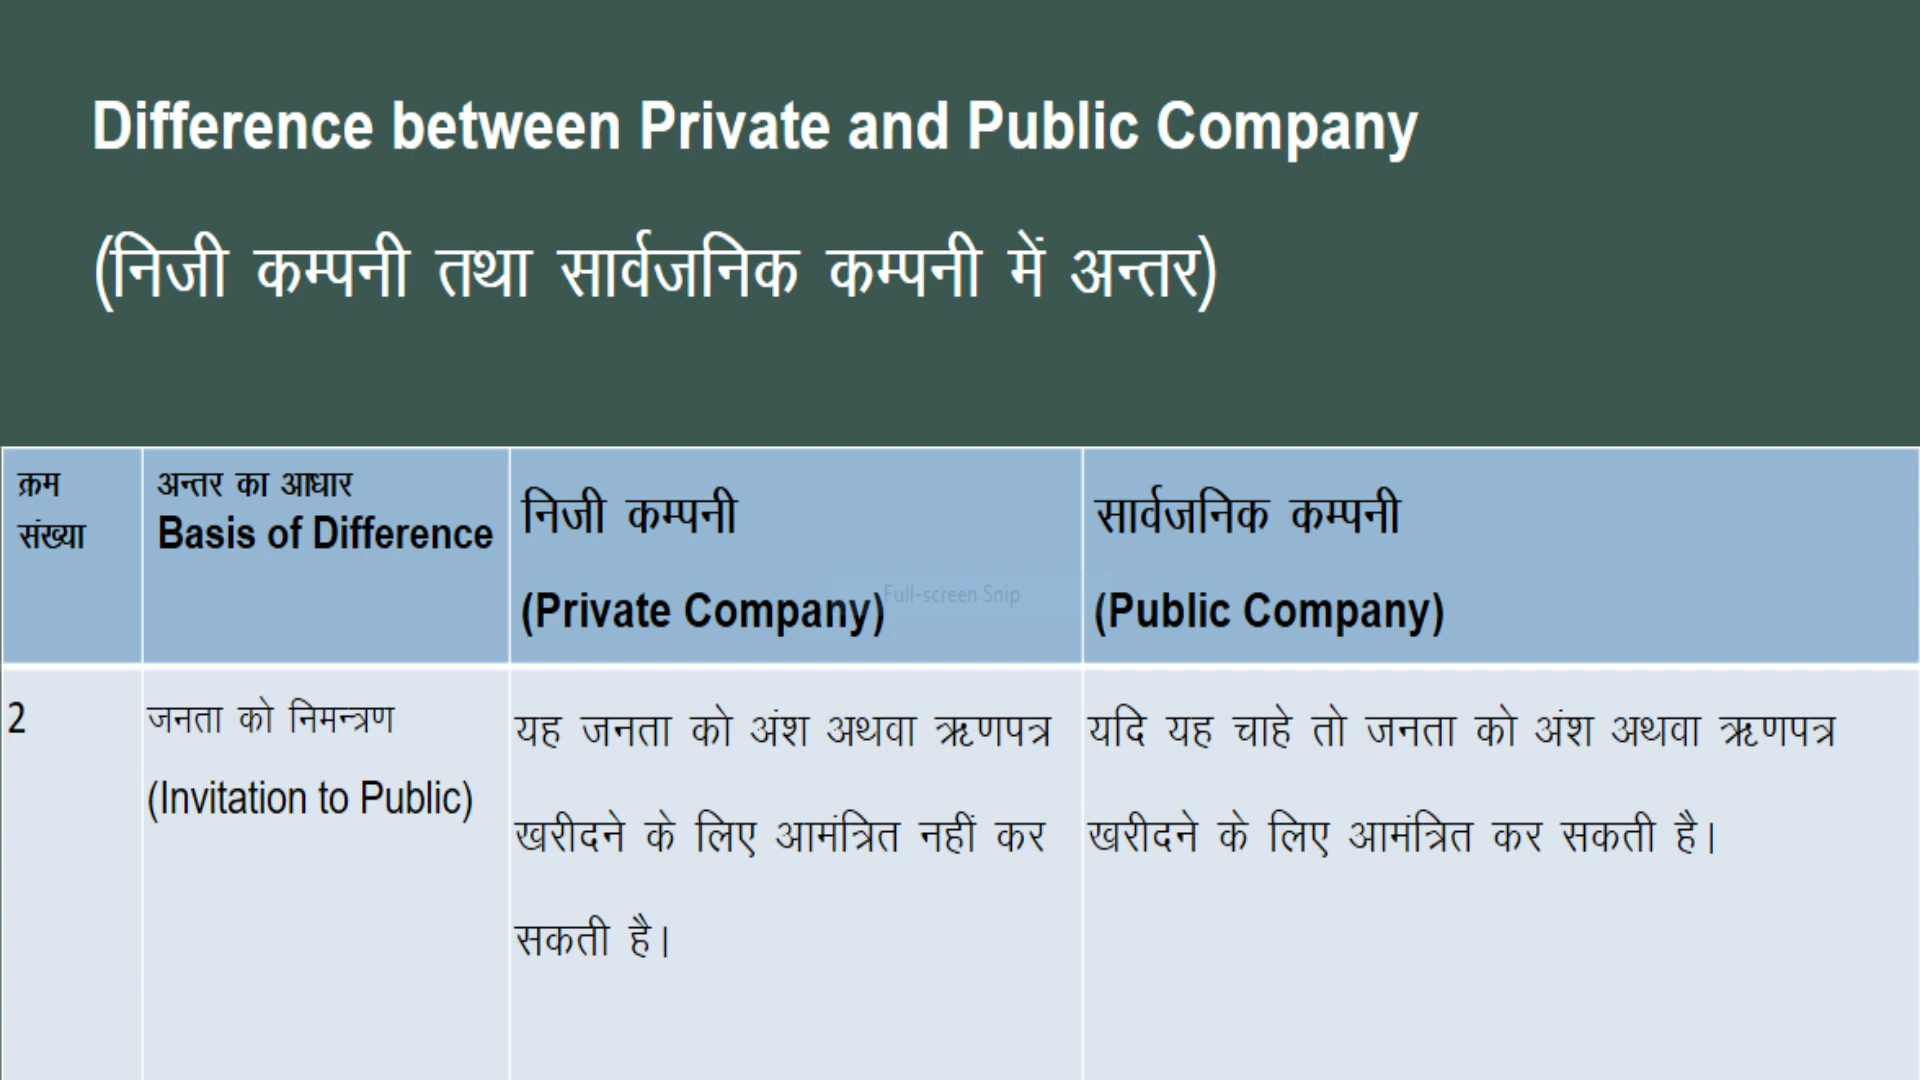 Difference between Private and Public Company
(निजी कम्पनी तथा सार्वजनिक कम्पनी में अन्तर)
क्रम
संख्या
अन्तर का आधार
Basis of Difference
निजी कम्पनी
(Private Company)
सार्वजनिक कम्पनी
(Public Company)
Full-screen Snip
2
जनता को निमन्त्रण
(Invitation to Public)
यह जनता को अंश अथवा ऋणपत्र
खरीदने के लिए आमंत्रित नहीं कर
सकती है।
यदि यह चाहे तो जनता को अंश अथवा ऋणपत्र
खरीदने के लिए आमंत्रित कर सकती है।